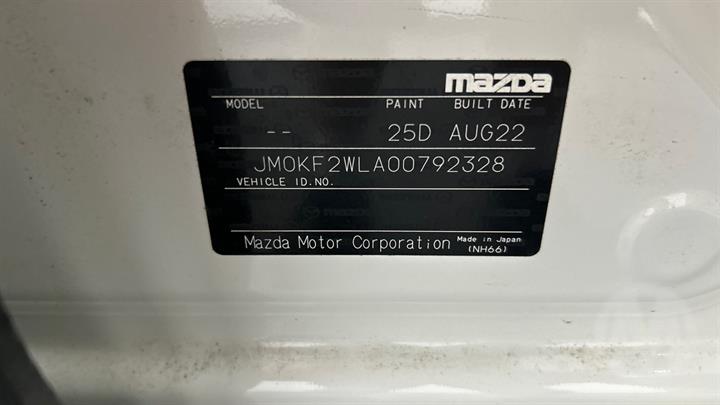 mazda
MODEL PAINT BUILT DATE
-- 25D AUG22
JM0KF2WLA00792328
VEHICLE ID.NO.
Mazda Motor Corporation Made in Japan
(NH66)